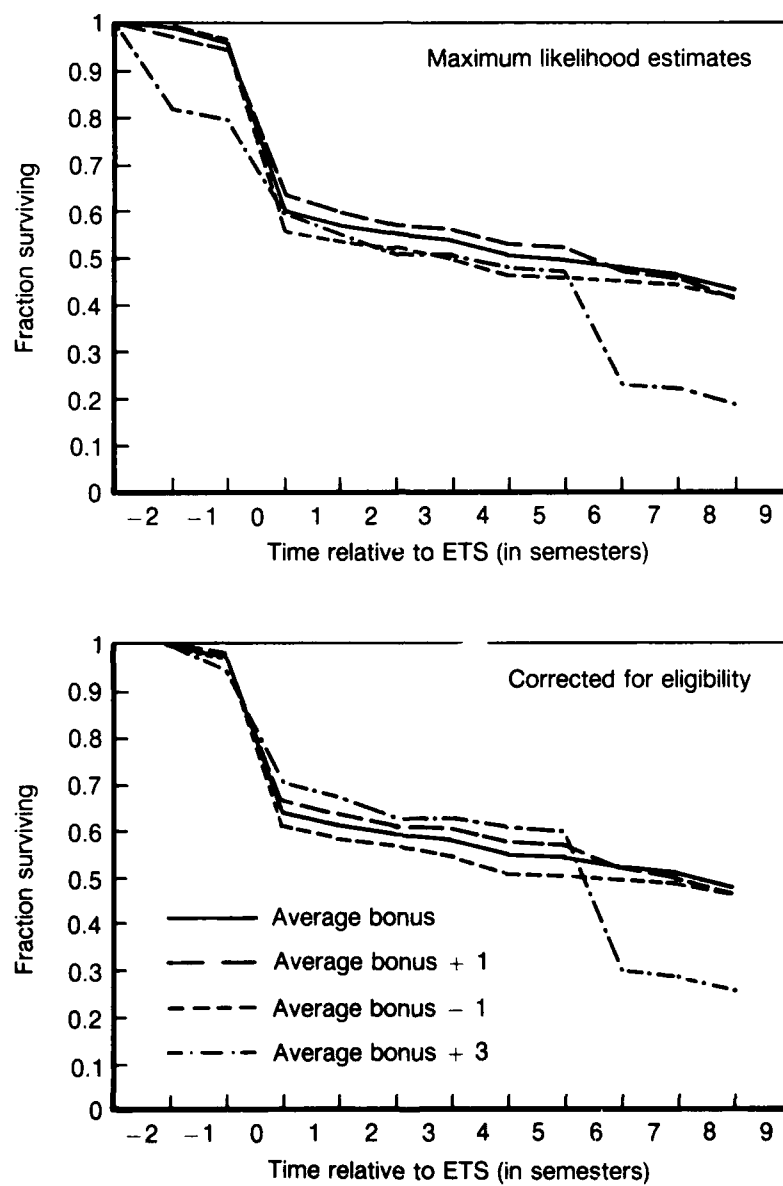 Maximum likelihood estimates
1
0.9
0.8
0.7
0.6
0.5
0.4
0.3
0.2
0.1
0
Fraction surviving
−2 −1 0 1 2 3 4 5 6 7 8 9
Time relative to ETS (in semesters)
Corrected for eligibility
1
0.9
0.8
0.7
0.6
0.5
0.4
0.3
0.2
0.1
0
Fraction surviving
Average bonus
Average bonus + 1
Average bonus − 1
Average bonus + 3
−2 −1 0 1 2 3 4 5 6 7 8 9
Time relative to ETS (in semesters)